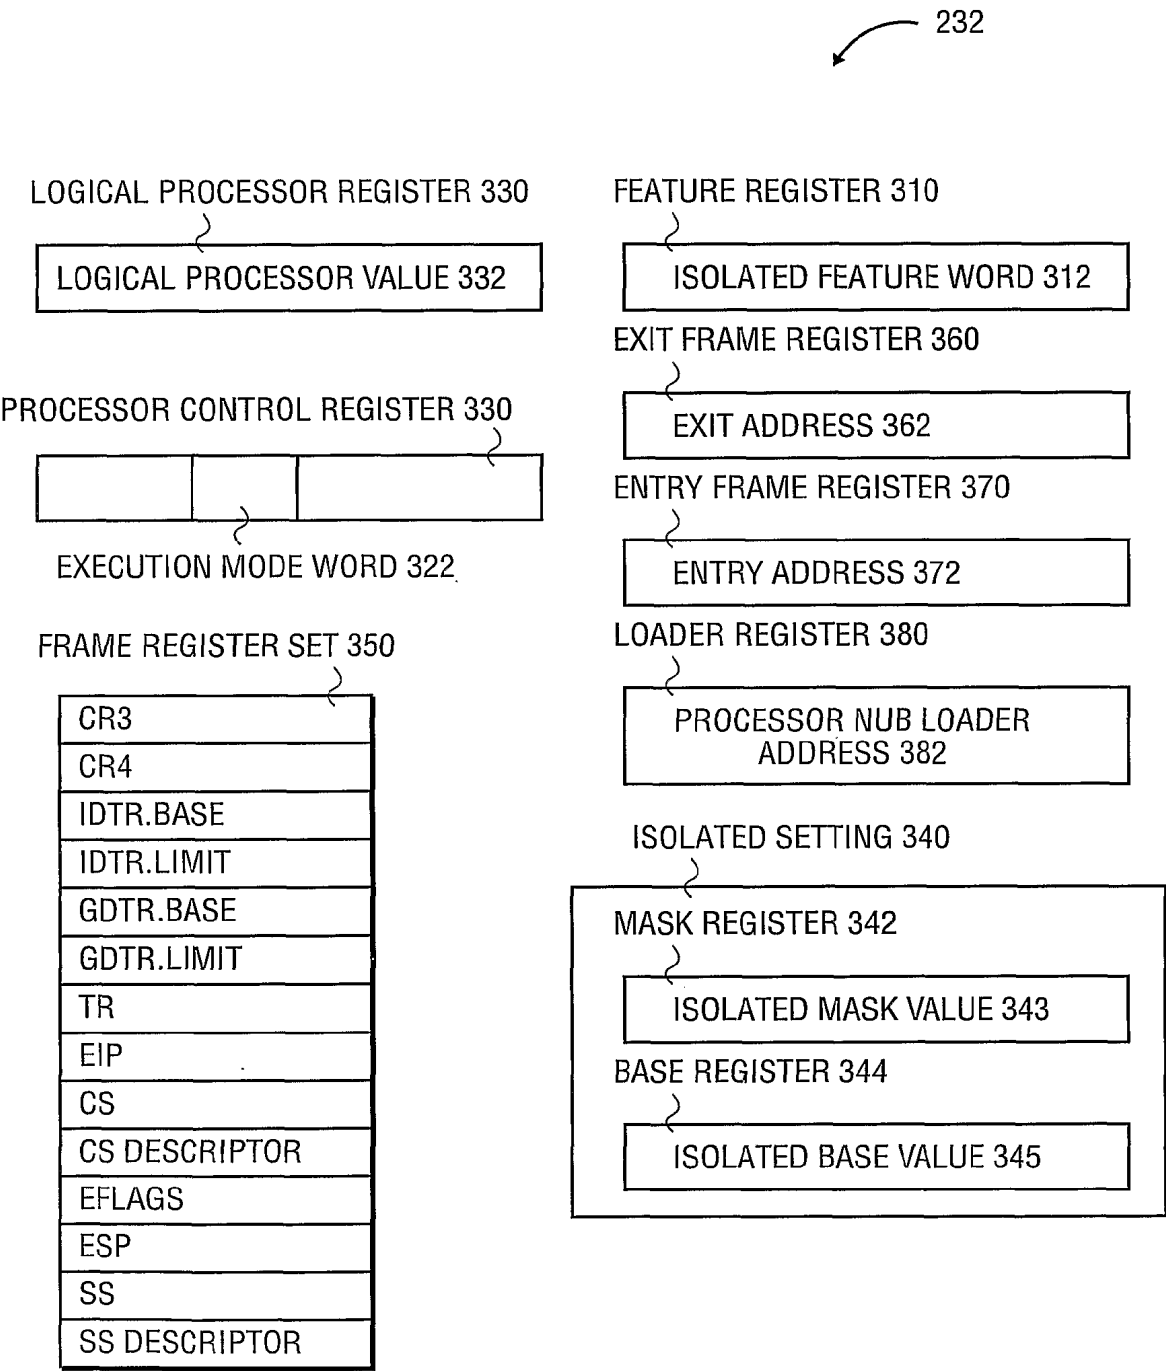 232
LOGICAL PROCESSOR REGISTER 330
LOGICAL PROCESSOR VALUE 332
PROCESSOR CONTROL REGISTER 330
EXECUTION MODE WORD 322
FRAME REGISTER SET 350
CR3
CR4
IDTR.BASE
IDTR.LIMIT
GDTR.BASE
GDTR.LIMIT
TR
EIP
CS
CS DESCRIPTOR
EFLAGS
ESP
SS
SS DESCRIPTOR
FEATURE REGISTER 310
ISOLATED FEATURE WORD 312
EXIT FRAME REGISTER 360
EXIT ADDRESS 362
ENTRY FRAME REGISTER 370
ENTRY ADDRESS 372
LOADER REGISTER 380
PROCESSOR NUB LOADER
ADDRESS 382
ISOLATED SETTING 340
MASK REGISTER 342
ISOLATED MASK VALUE 343
BASE REGISTER 344
ISOLATED BASE VALUE 345